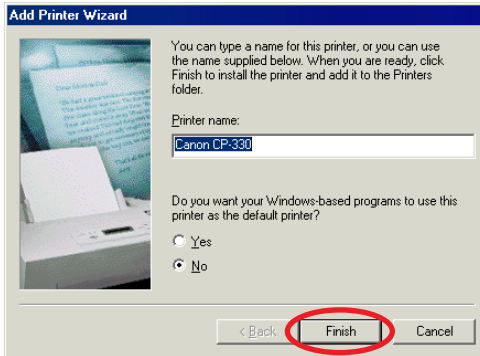 Add Printer Wizard
You can type a name for this printer, or you can use
the name supplied below. When you are ready, click
Finish to install the printer and add it to the Printers
folder.
Printer name:
Canon CP-330
Do you want your Windows-based programs to use this
printer as the default printer?
Yes
No
< Back
Finish
Cancel